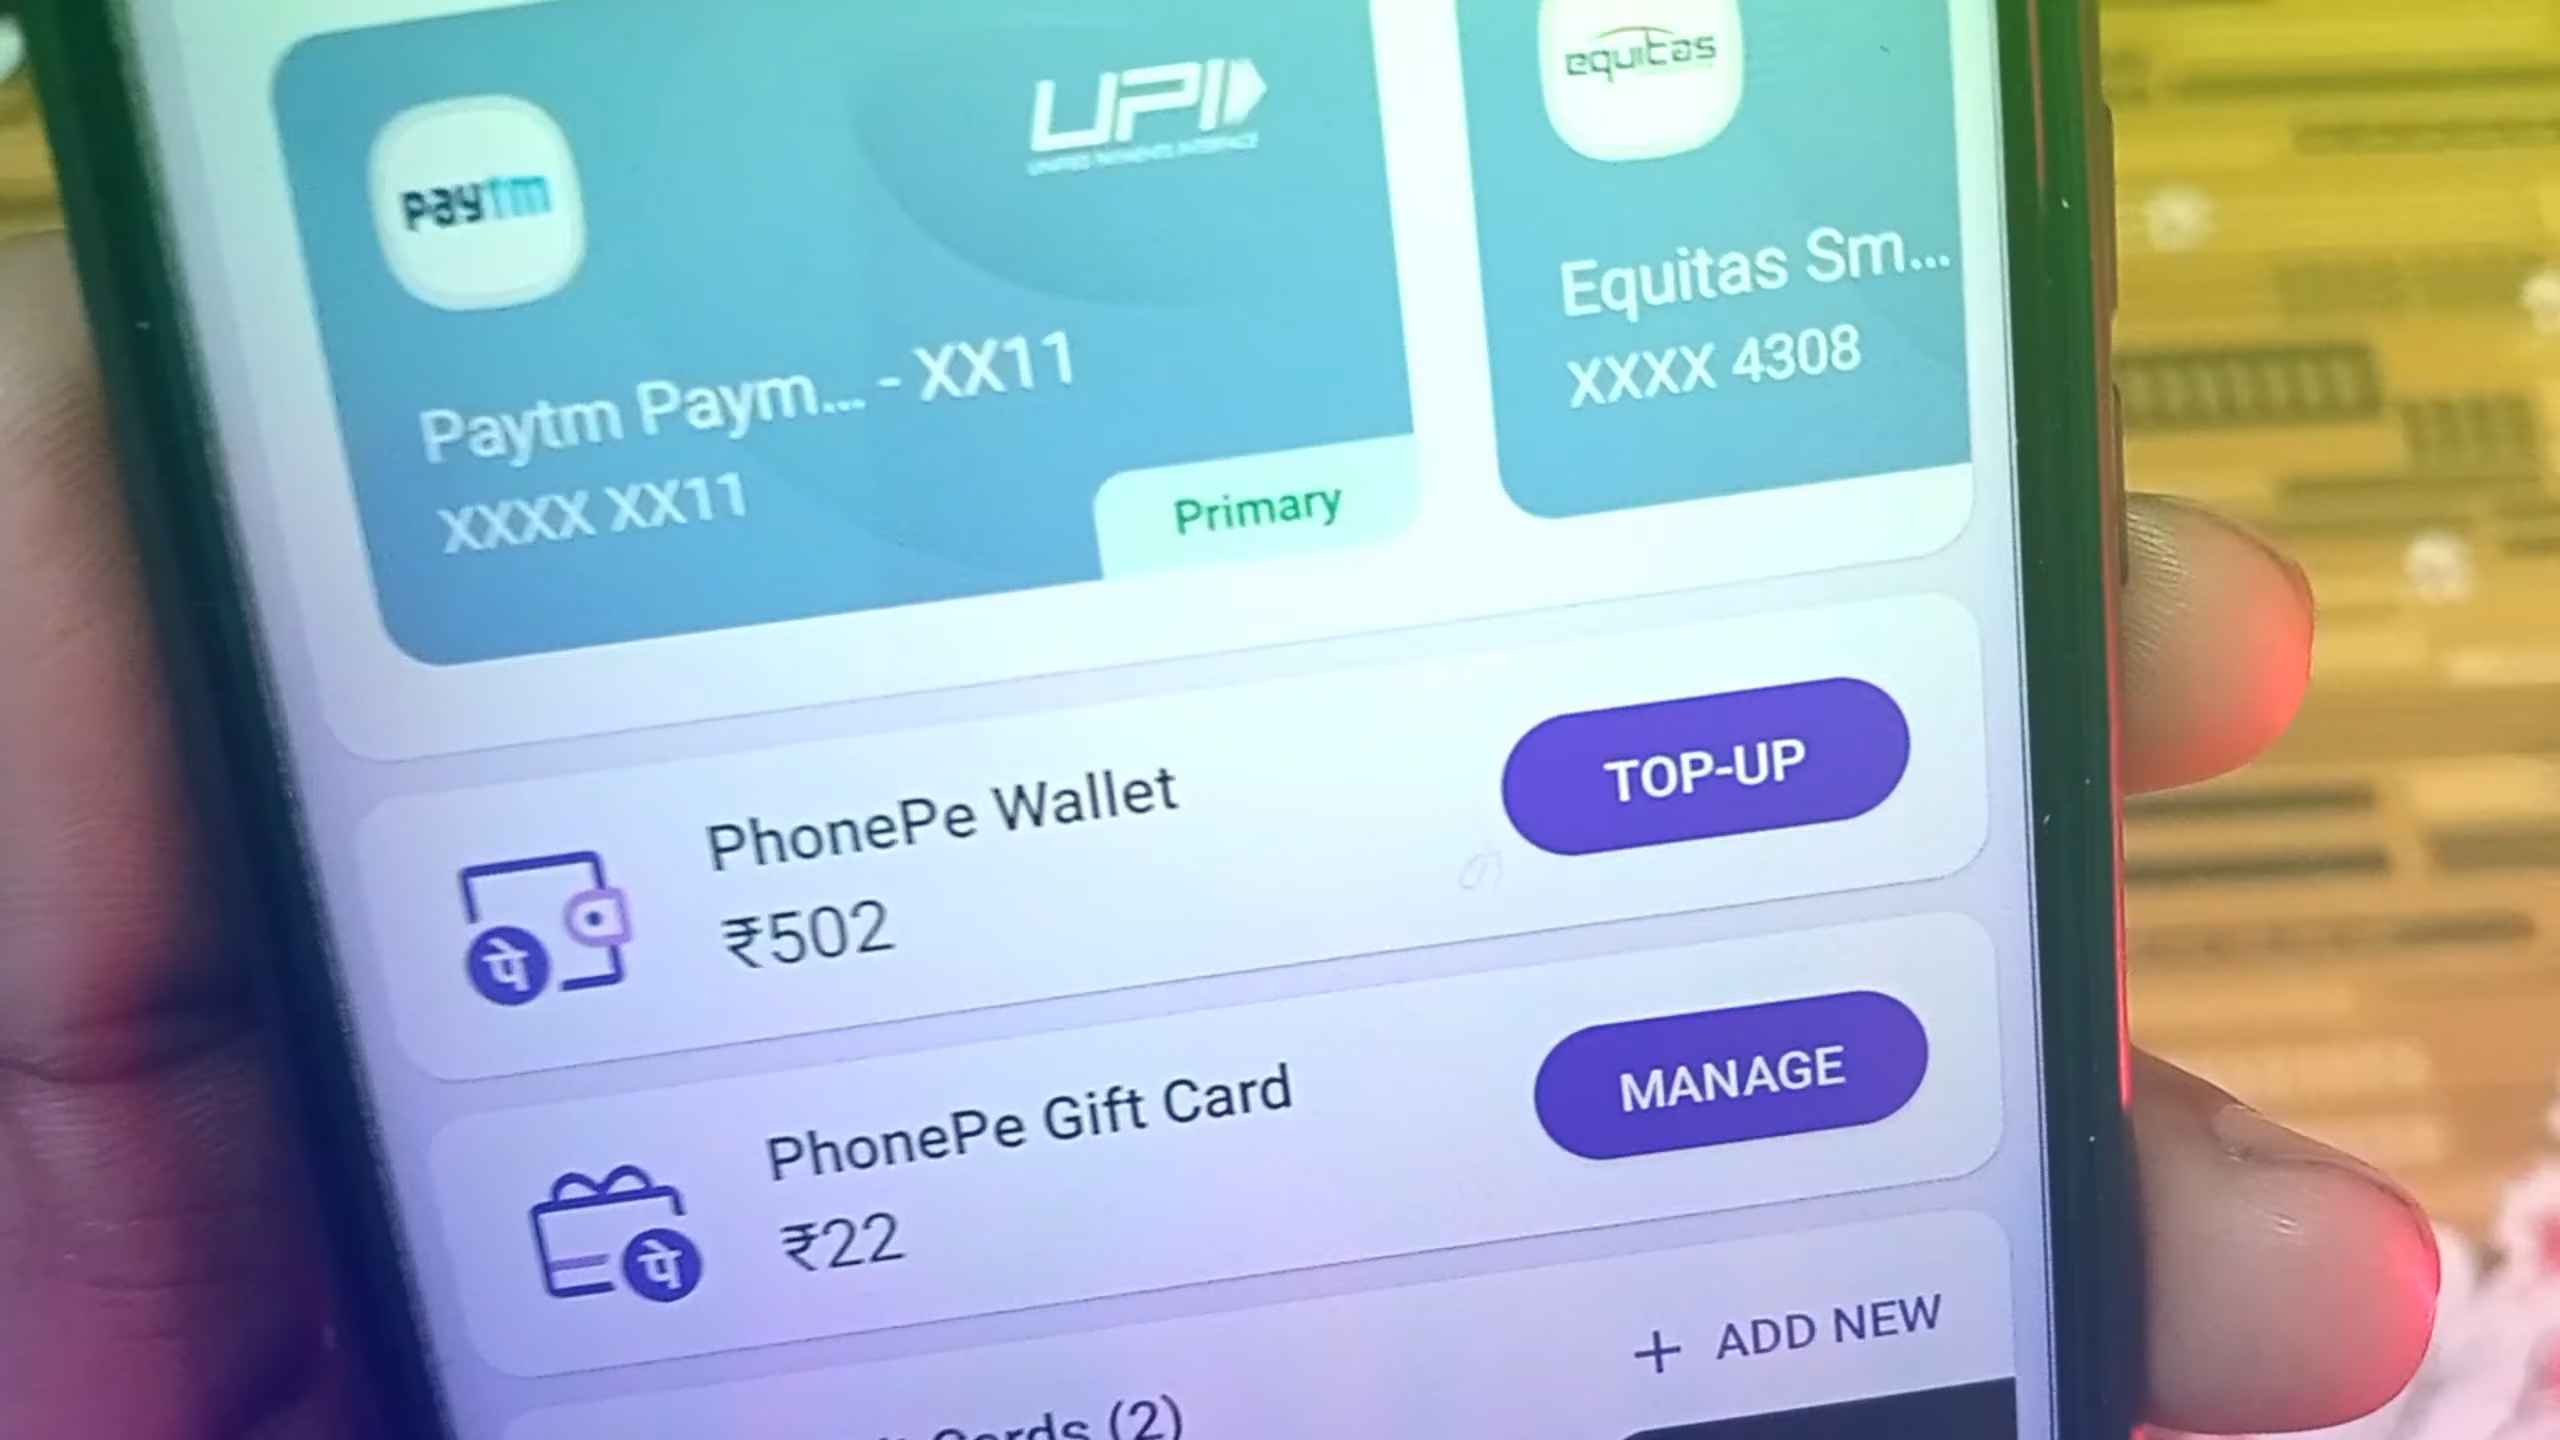 paytm
UPI
UNIFIED PAYMENTS INTERFACE
Paytm Paym... - XX11
XXXX XX11
Primary
equitas
Equitas Sm...
XXXX 4308
PhonePe Wallet
₹502
TOP-UP
पे
PhonePe Gift Card
₹22
MANAGE
पे
+ ADD NEW
Cards (2)